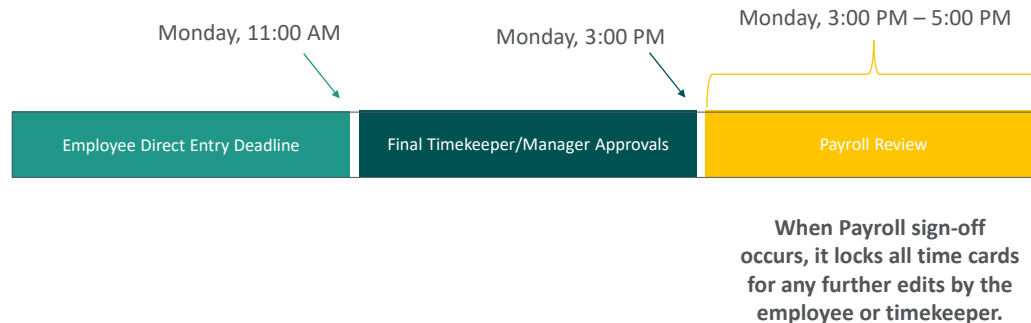 Monday, 11:00 AM
Monday, 3:00 PM
Monday, 3:00 PM – 5:00 PM
Employee Direct Entry Deadline
Final Timekeeper/Manager Approvals
Payroll Review
When Payroll sign-off
occurs, it locks all time cards
for any further edits by the
employee or timekeeper.